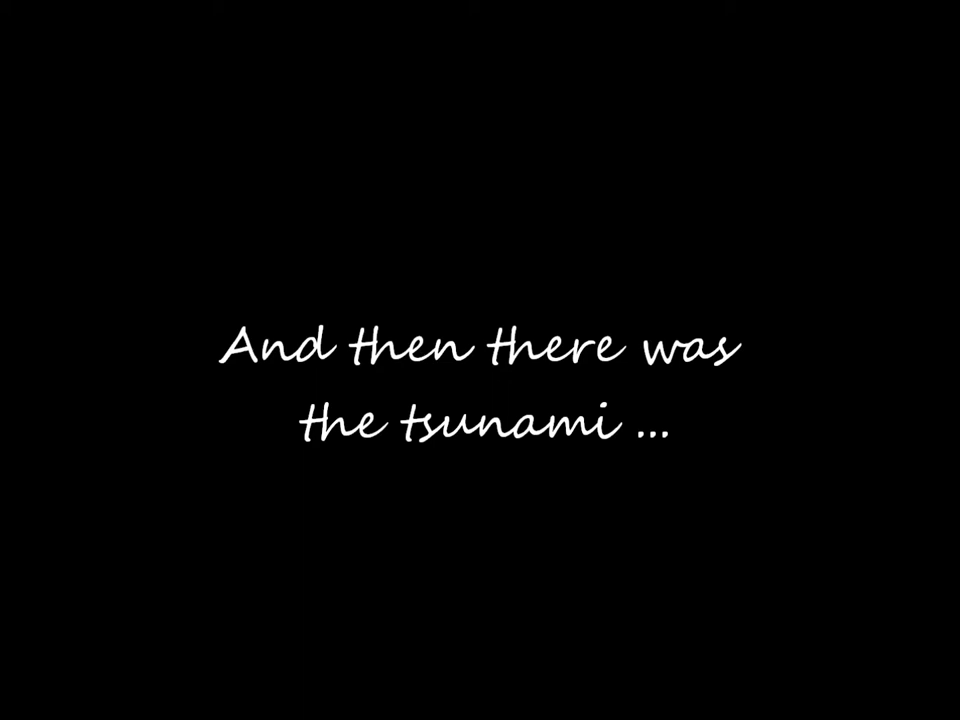 And then there was
the tsunami ...